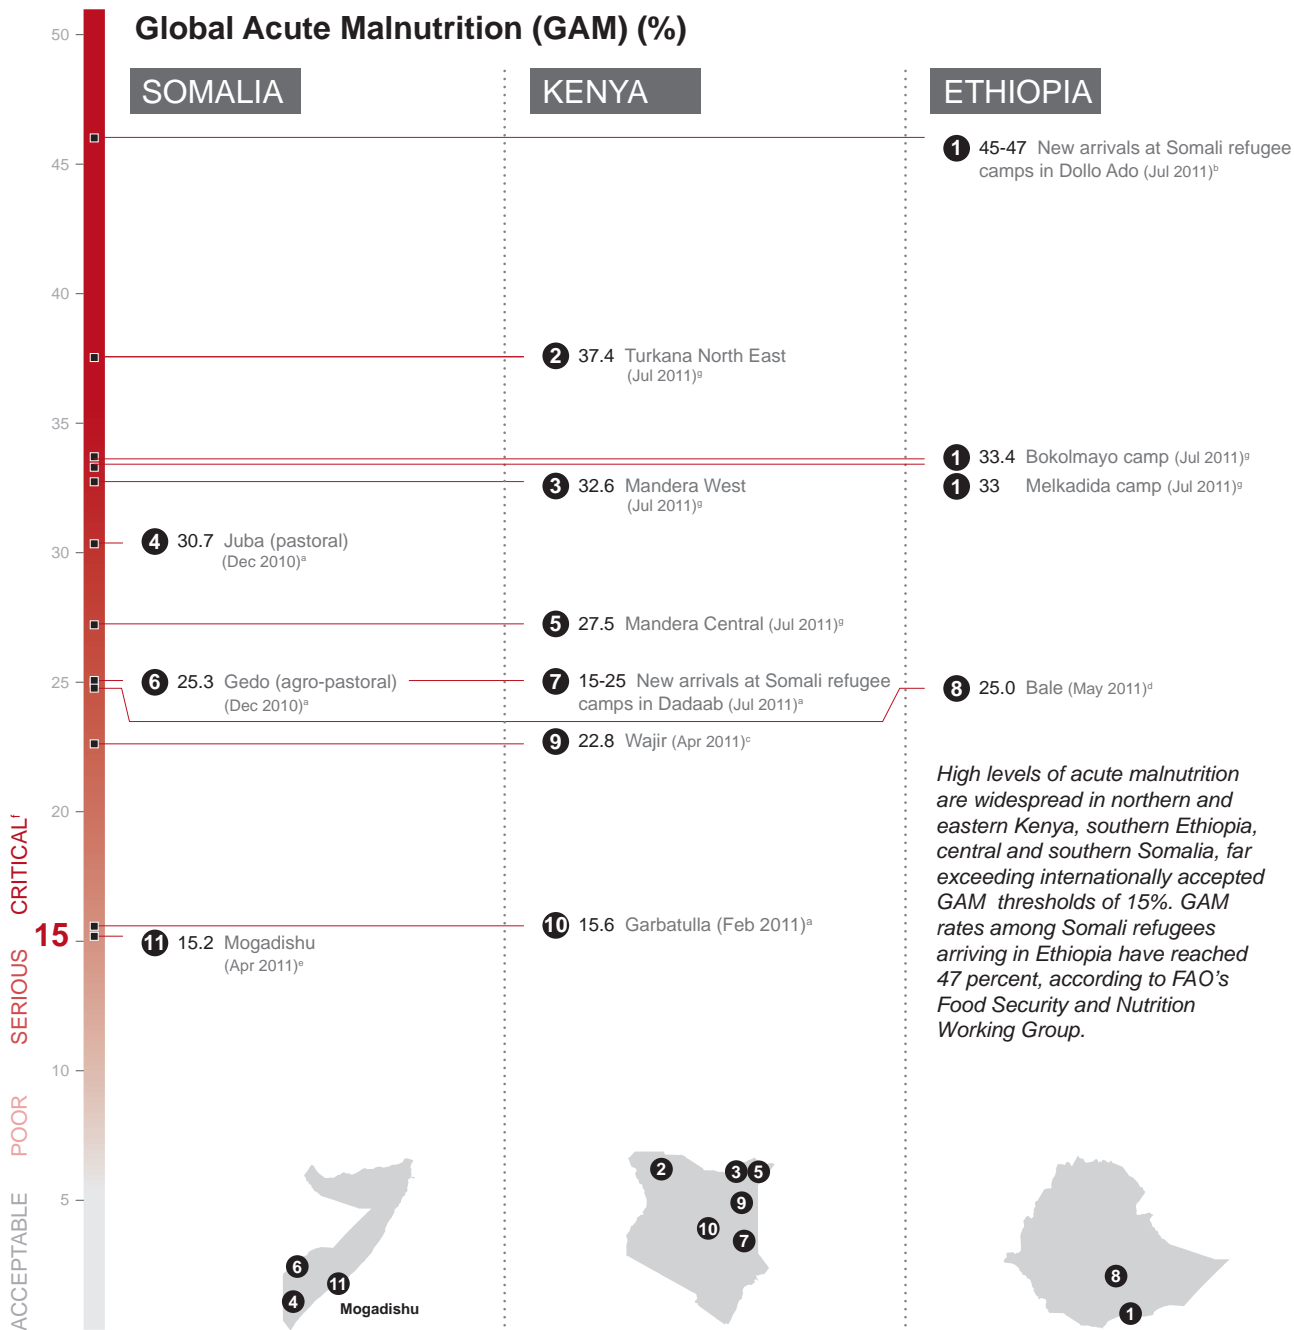 Global Acute Malnutrition (GAM) (%)
SOMALIA
KENYA
ETHIOPIA
50
45
40
35
30
25
20
15
10
5
CRITICALᶠ
SERIOUS
POOR
ACCEPTABLE
4 30.7 Juba (pastoral)
(Dec 2010)ᵃ
6 25.3 Gedo (agro-pastoral)
(Dec 2010)ᵃ
11 15.2 Mogadishu
(Apr 2011)ᵉ
2 37.4 Turkana North East
(Jul 2011)ᵍ
3 32.6 Mandera West
(Jul 2011)ᵍ
5 27.5 Mandera Central (Jul 2011)ᵍ
7 15-25 New arrivals at Somali refugee
camps in Dadaab (Jul 2011)ᵃ
9 22.8 Wajir (Apr 2011)ᶜ
10 15.6 Garbatulla (Feb 2011)ᵃ
1 45-47 New arrivals at Somali refugee
camps in Dollo Ado (Jul 2011)ᵇ
1 33.4 Bokolmayo camp (Jul 2011)ᵍ
1 33 Melkadida camp (Jul 2011)ᵍ
8 25.0 Bale (May 2011)ᵈ
High levels of acute malnutrition
are widespread in northern and
eastern Kenya, southern Ethiopia,
central and southern Somalia, far
exceeding internationally accepted
GAM thresholds of 15%. GAM
rates among Somali refugees
arriving in Ethiopia have reached
47 percent, according to FAO's
Food Security and Nutrition
Working Group.
6
11
4
Mogadishu
2
3
5
9
10
7
8
1